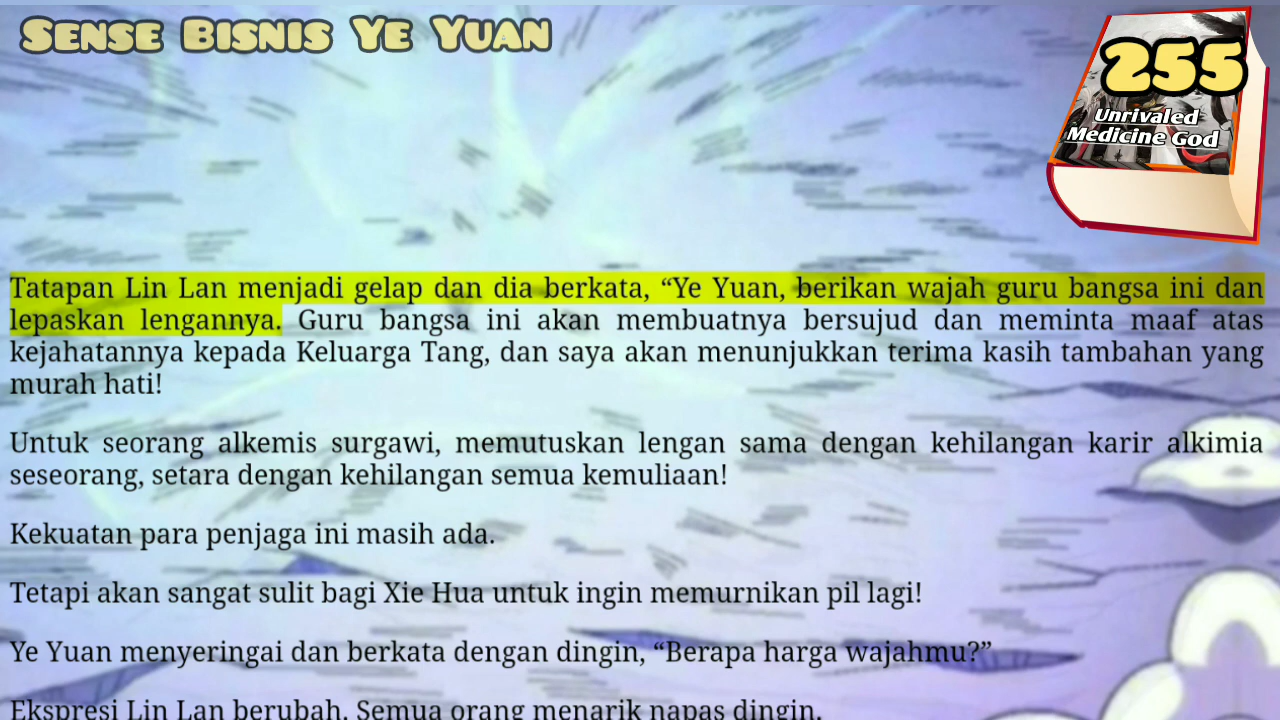 Sense Bisnis Ye Yuan
255
Unrivaled
Medicine God
Tatapan Lin Lan menjadi gelap dan dia berkata, “Ye Yuan, berikan wajah guru bangsa ini dan
lepaskan lengannya. Guru bangsa ini akan membuatnya bersujud dan meminta maaf atas
kejahatannya kepada Keluarga Tang, dan saya akan menunjukkan terima kasih tambahan yang
murah hati!
Untuk seorang alkemis surgawi, memutuskan lengan sama dengan kehilangan karir alkimia
seseorang, setara dengan kehilangan semua kemuliaan!
Kekuatan para penjaga ini masih ada.
Tetapi akan sangat sulit bagi Xie Hua untuk ingin memurnikan pil lagi!
Ye Yuan menyeringai dan berkata dengan dingin, “Berapa harga wajahmu?”
Ekspresi Lin Lan berubah. Semua orang menarik napas dingin.